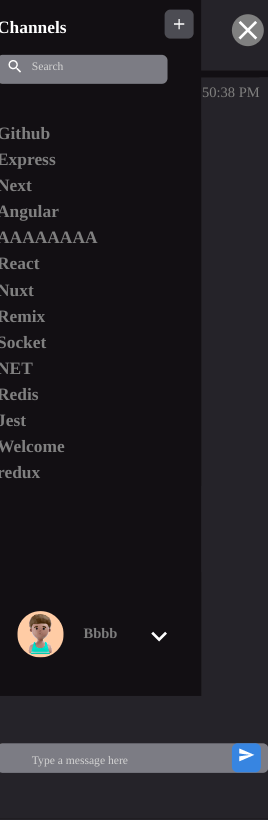 Channels
+
Search
50:38 PM
Github
Express
Next
Angular
AAAAAAAA
React
Nuxt
Remix
Socket
NET
Redis
Jest
Welcome
redux
Bbbb
Type a message here